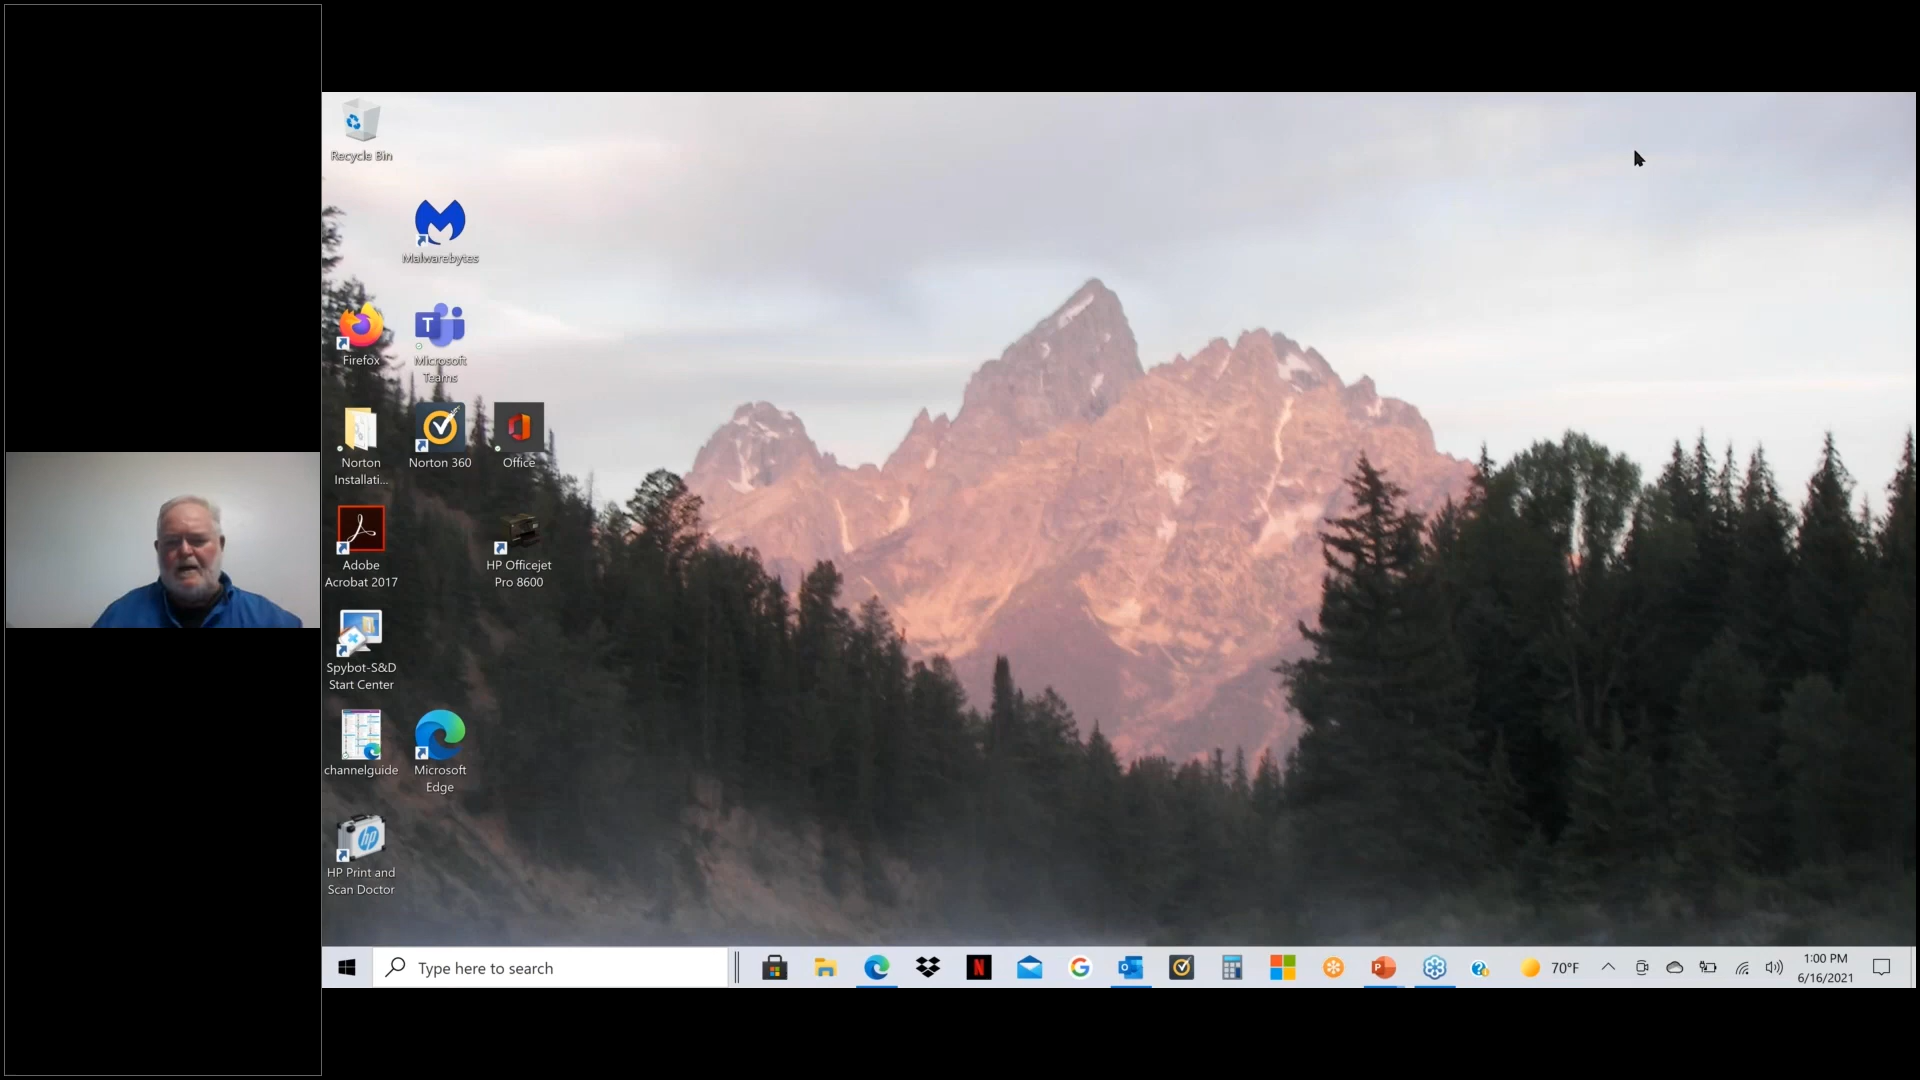 Recycle Bin
Malwarebytes
Firefox
Microsoft
Teams
Norton
Installati...
Norton 360
Office
Adobe
Acrobat 2017
HP Officejet
Pro 8600
Spybot-S&D
Start Center
channelguide
Microsoft
Edge
HP Print and
Scan Doctor
Type here to search
70°F
1:00 PM
6/16/2021